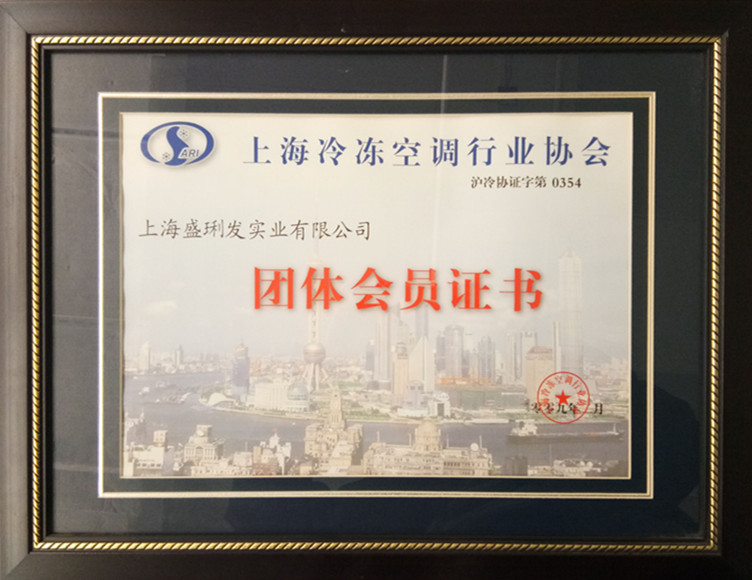 SARI
上海冷冻空调行业协会
沪冷协证字第 0354
上海盛琍发实业有限公司
团体会员证书